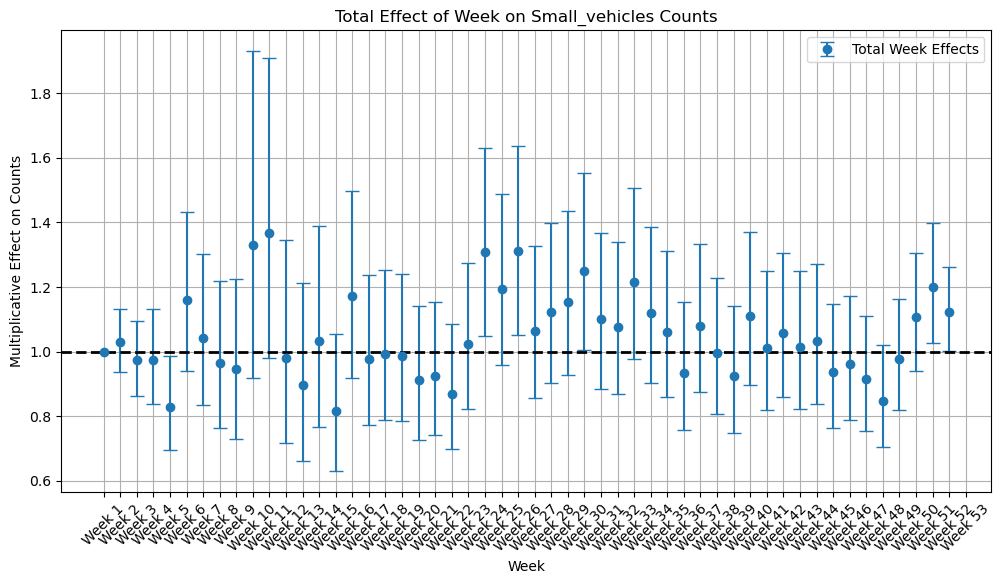 Total Effect of Week on Small_vehicles Counts
Total Week Effects
Multiplicative Effect on Counts
1.8
1.6
1.4
1.2
1.0
0.8
0.6
Week 1
Week 2
Week 3
Week 4
Week 5
Week 6
Week 7
Week 8
Week 9
Week 10
Week 11
Week 12
Week 13
Week 14
Week 15
Week 16
Week 17
Week 18
Week 19
Week 20
Week 21
Week 22
Week 23
Week 24
Week 25
Week 26
Week 27
Week 28
Week 29
Week 30
Week 31
Week 32
Week 33
Week 34
Week 35
Week 36
Week 37
Week 38
Week 39
Week 40
Week 41
Week 42
Week 43
Week 44
Week 45
Week 46
Week 47
Week 48
Week 49
Week 50
Week 51
Week 52
Week 53
Week